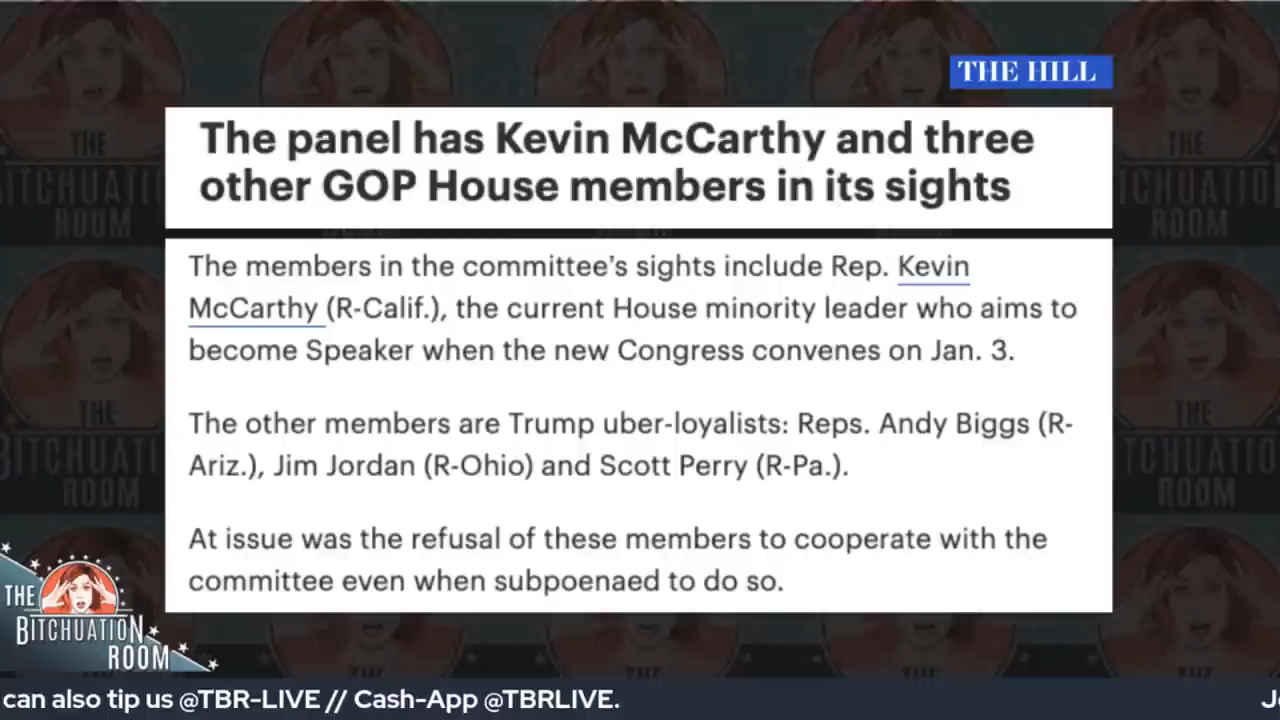 THE HILL
The panel has Kevin McCarthy and three
other GOP House members in its sights
The members in the committee's sights include Rep. Kevin
McCarthy (R-Calif.), the current House minority leader who aims to
become Speaker when the new Congress convenes on Jan. 3.
The other members are Trump uber-loyalists: Reps. Andy Biggs (R-
Ariz.), Jim Jordan (R-Ohio) and Scott Perry (R-Pa.).
At issue was the refusal of these members to cooperate with the
committee even when subpoenaed to do so.
THE
BITCHUATION
ROOM
can also tip us @TBR-LIVE // Cash-App @TBRLIVE.